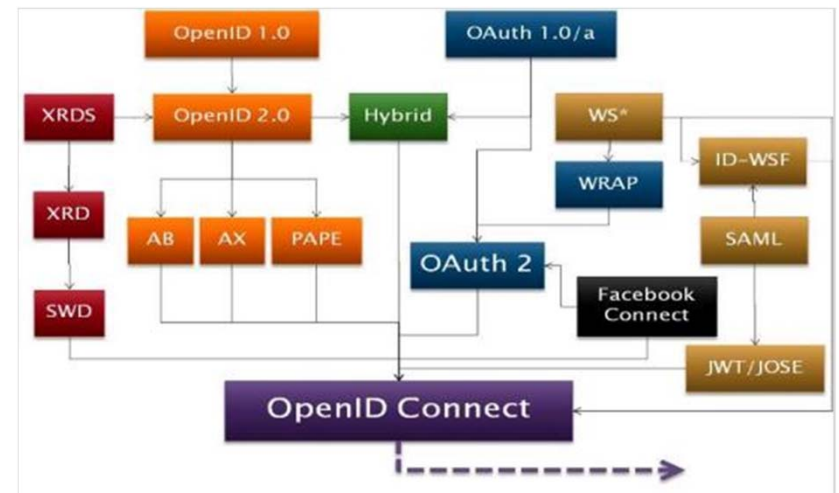 OpenID 1.0
OAuth 1.0/a
XRDS
OpenID 2.0
Hybrid
WS*
ID-WSF
WRAP
XRD
AB
AX
PAPE
SAML
OAuth 2
Facebook
Connect
SWD
JWT/JOSE
OpenID Connect